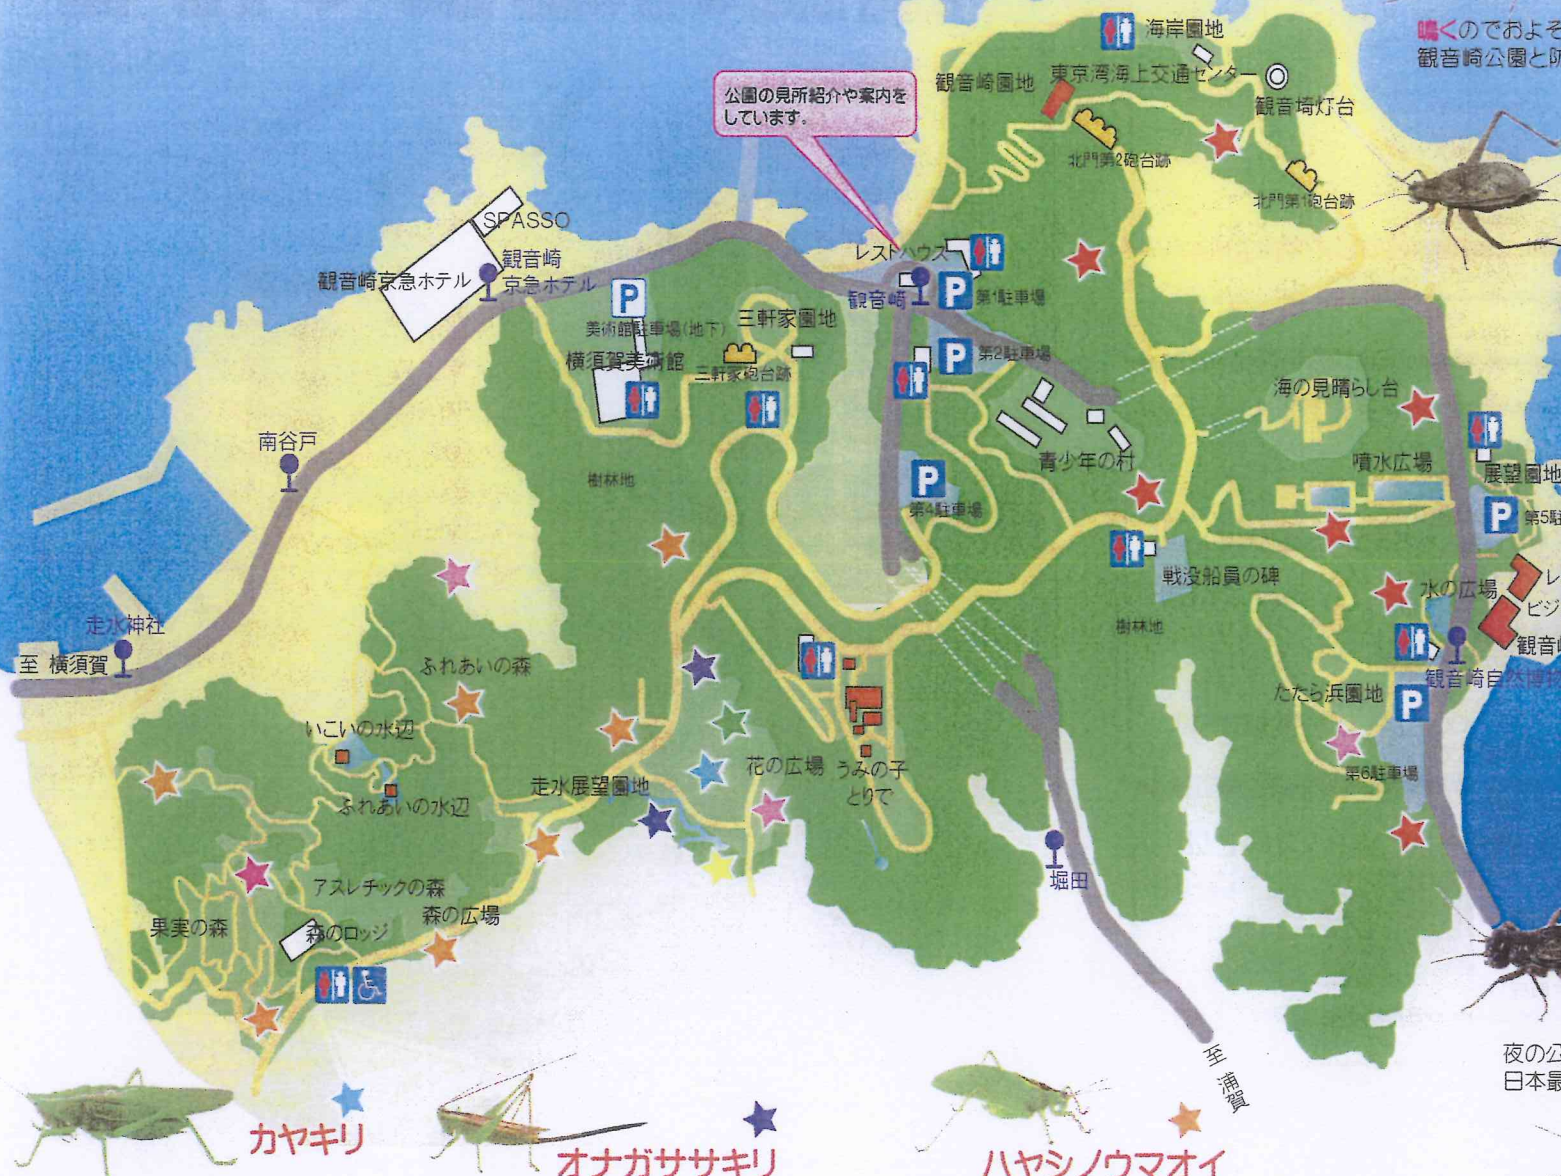 鳴くのでおよそ
観音崎公園と防
海岸園地
観音崎園地
東京湾海上交通センター
観音埼灯台
公園の見所紹介や案内を
しています。
北門第2砲台跡
北門第1砲台跡
SPASSO
観音崎京急ホテル
観音崎
京急ホテル
レストハウス
観音崎
P
第1駐車場
P
美術館駐車場(地下)
三軒家園地
P
第2駐車場
横須賀美術館
三軒家砲台跡
海の見晴らし台
南谷戸
樹林地
青少年の村
噴水広場
展望園地
P
第4駐車場
P
第5駐
戦没船員の碑
水の広場
レ
ビジ
観音崎
走水神社
至 横須賀
樹林地
ふれあいの森
観音崎自然博物
たたら浜園地
P
いこいの水辺
花の広場
うみの子
とりで
第6駐車場
走水展望園地
ふれあいの水辺
堀田
アスレチックの森
森の広場
果実の森
森のロッジ
至 浦賀
夜の公
日本最
カヤキリ
オナガササキリ
ハヤシノウマオイ